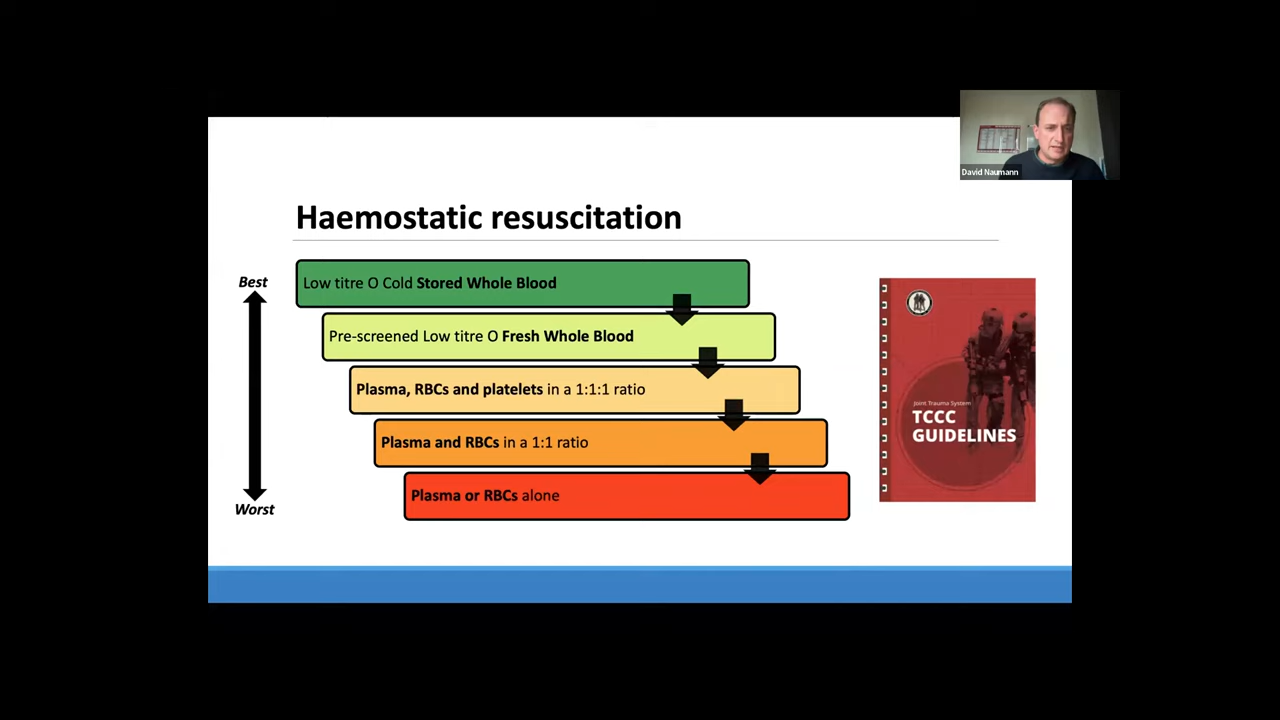 David Naumann
Haemostatic resuscitation
Best
Low titre O Cold Stored Whole Blood
Pre-screened Low titre O Fresh Whole Blood
Plasma, RBCs and platelets in a 1:1:1 ratio
Plasma and RBCs in a 1:1 ratio
Plasma or RBCs alone
Worst
Joint Trauma System
TCCC
GUIDELINES